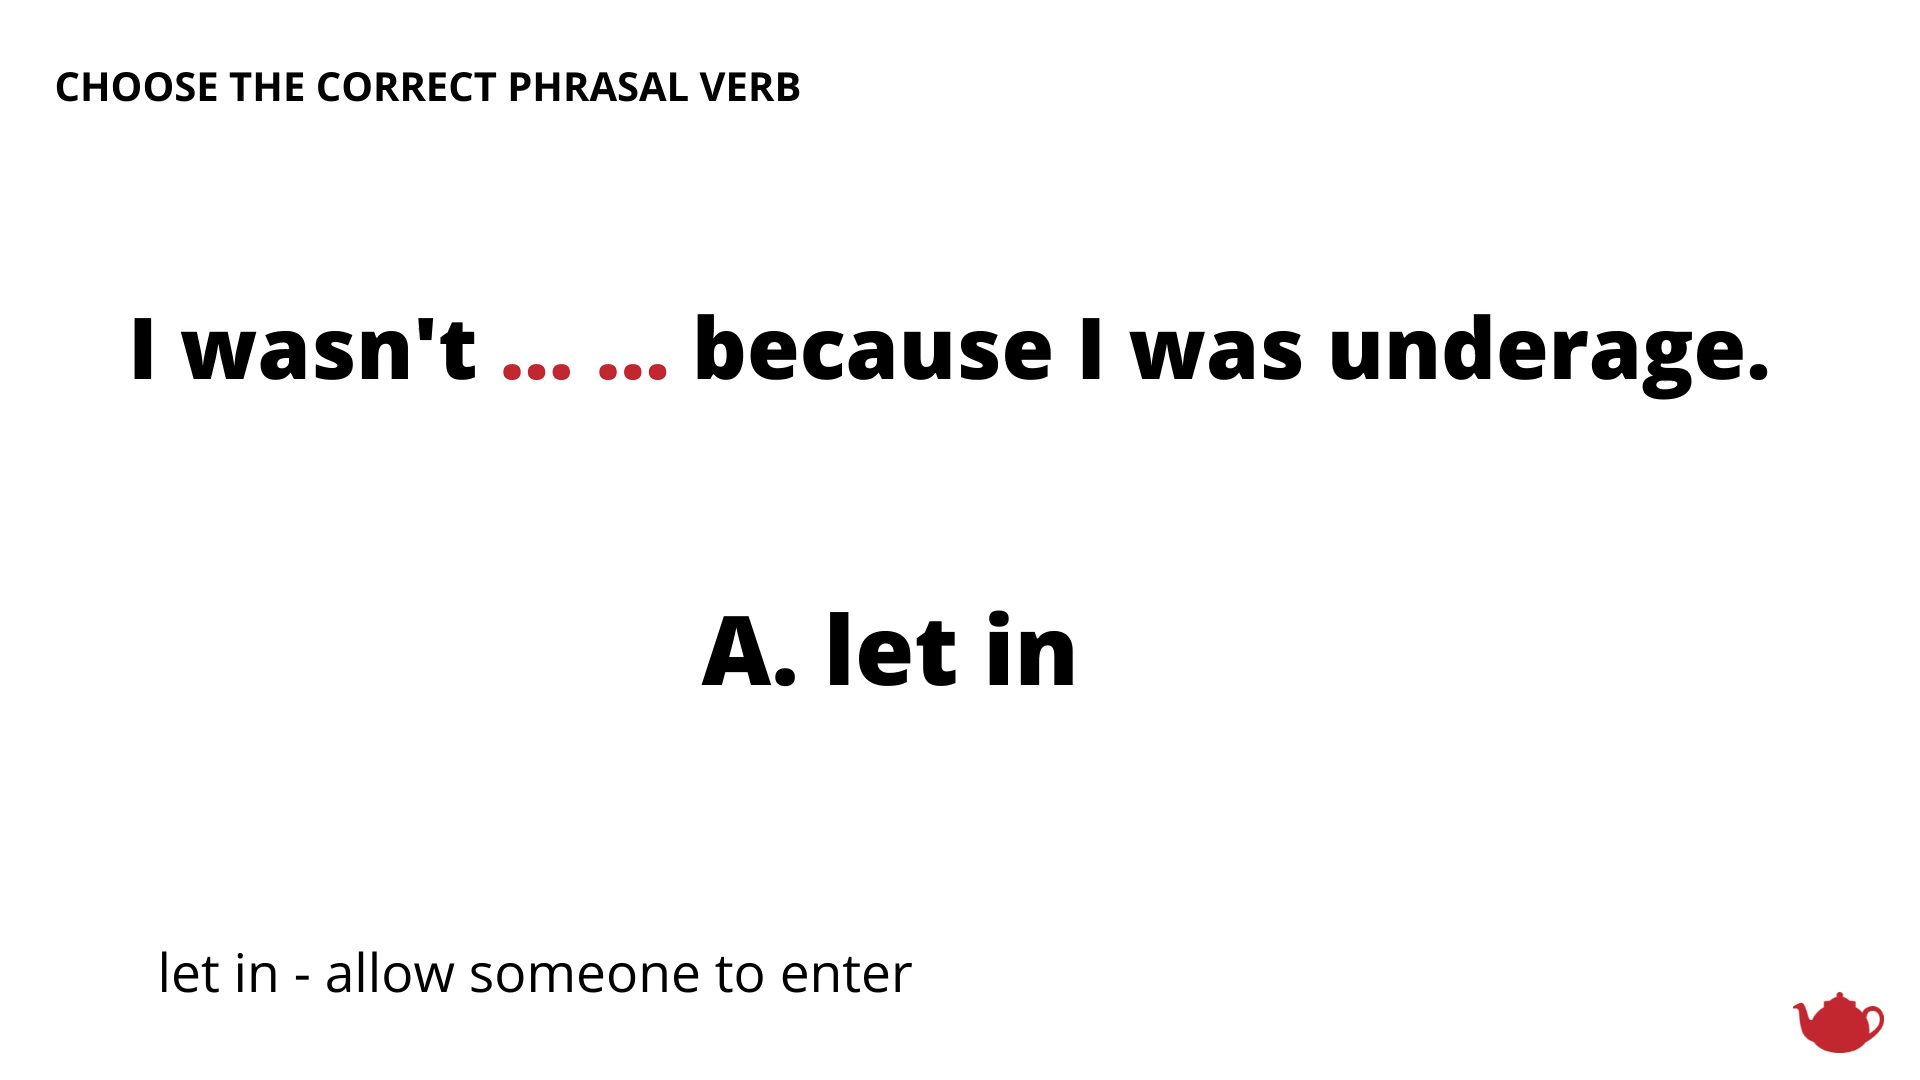 CHOOSE THE CORRECT PHRASAL VERB
I wasn't ... ... because I was underage.
A. let in
let in - allow someone to enter